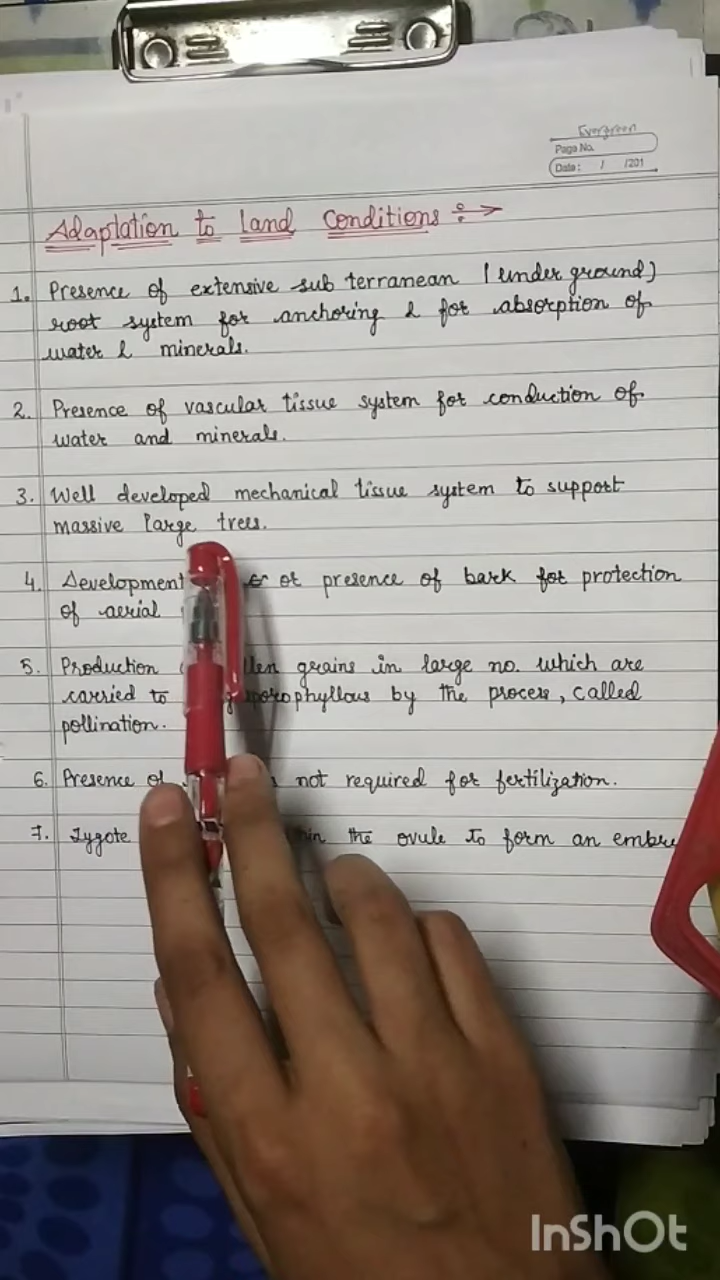 Evergreen
Page No.
Date: / /201
Adaptation to land Conditions ÷ >
1. Presence of extensive sub terranean (under ground)
root system for anchoring & for absorption of
water & minerals.
2. Presence of vascular tissue system for conduction of
water and minerals.
3. Well developed mechanical tissue system to support
massive large trees.
4. Development or presence of bark for protection
of aerial
5. Production grains in large no. which are
carried to by the process, called
pollination.
6. Presence of not required for fertilization.
7. Zygote the ovule to form an
InShOt